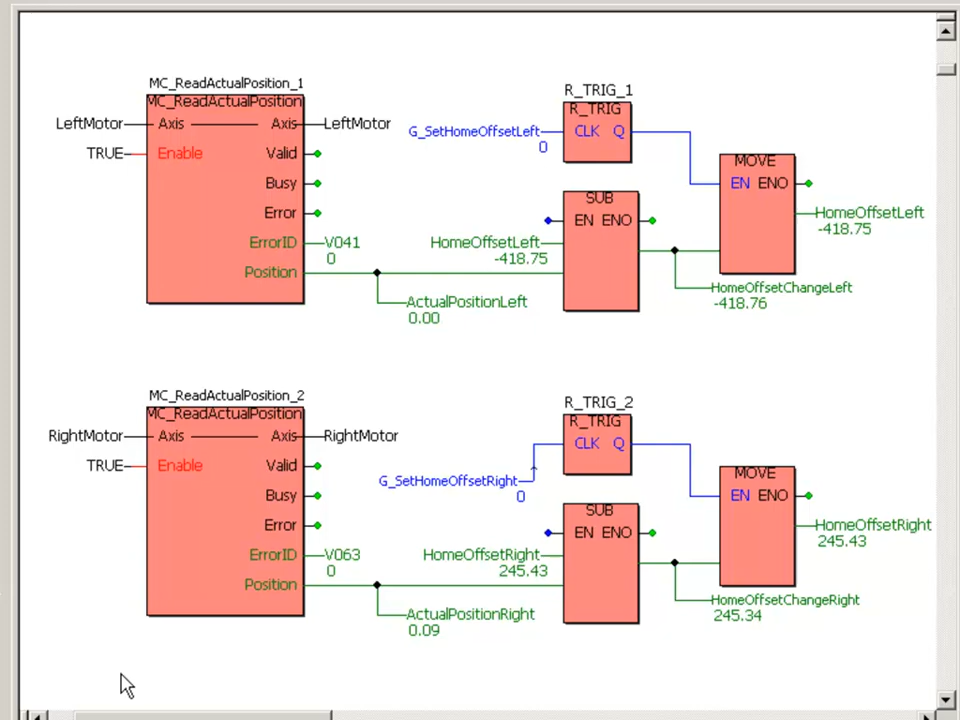 MC_ReadActualPosition_1
MC_ReadActualPosition
LeftMotor Axis Axis LeftMotor
TRUE Enable Valid
Busy
Error
ErrorID V041
0
Position
ActualPositionLeft
0.00
R_TRIG_1
R_TRIG
G_SetHomeOffsetLeft CLK Q
0
SUB
EN ENO
HomeOffsetLeft
-418.75
MOVE
EN ENO
HomeOffsetLeft
-418.75
HomeOffsetChangeLeft
-418.76
MC_ReadActualPosition_2
MC_ReadActualPosition
RightMotor Axis Axis RightMotor
TRUE Enable Valid
Busy
Error
ErrorID V063
0
Position
ActualPositionRight
0.09
R_TRIG_2
R_TRIG
CLK Q
G_SetHomeOffsetRight
0
SUB
EN ENO
HomeOffsetRight
245.43
MOVE
EN ENO
HomeOffsetRight
245.43
HomeOffsetChangeRight
245.34